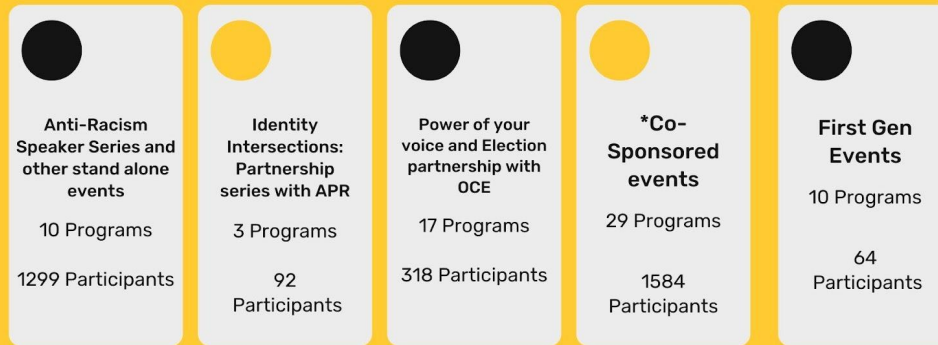 Anti-Racism
Speaker Series and
other stand alone
events
10 Programs
1299 Participants
Identity
Intersections:
Partnership
series with APR
3 Programs
92
Participants
Power of your
voice and Election
partnership with
OCE
17 Programs
318 Participants
*Co-
Sponsored
events
29 Programs
1584
Participants
First Gen
Events
10 Programs
64
Participants